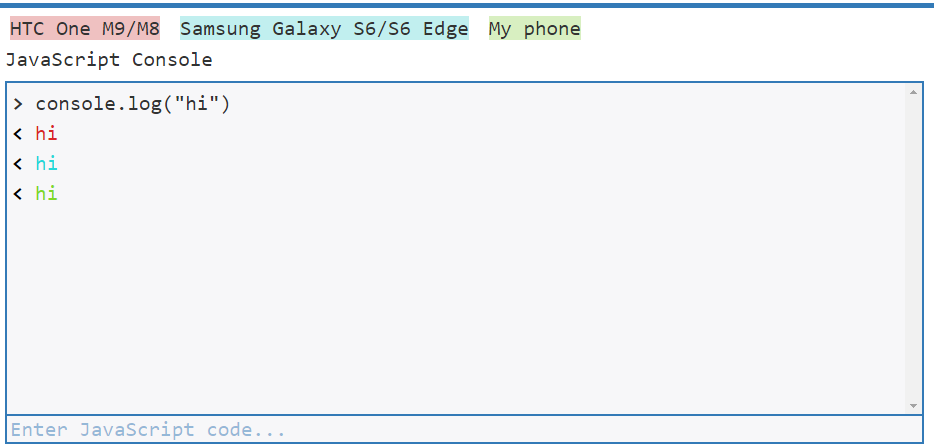 HTC One M9/M8 Samsung Galaxy S6/S6 Edge My phone
JavaScript Console
> console.log("hi")
< hi
< hi
< hi
Enter JavaScript code...